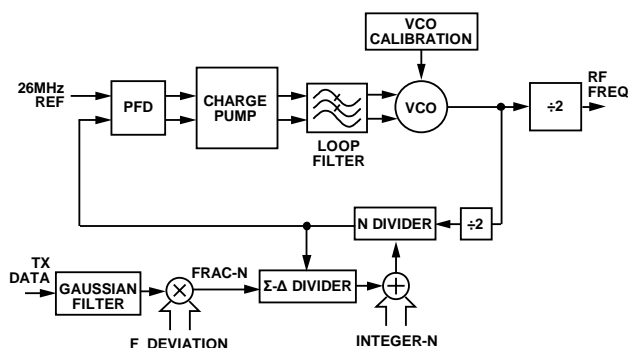 VCO
CALIBRATION
26MHz
REF
PFD
CHARGE
PUMP
LOOP
FILTER
VCO
÷2
RF
FREQ
N DIVIDER
÷2
TX
DATA
GAUSSIAN
FILTER
×
FRAC-N
Σ-Δ DIVIDER
+
F_DEVIATION
INTEGER-N